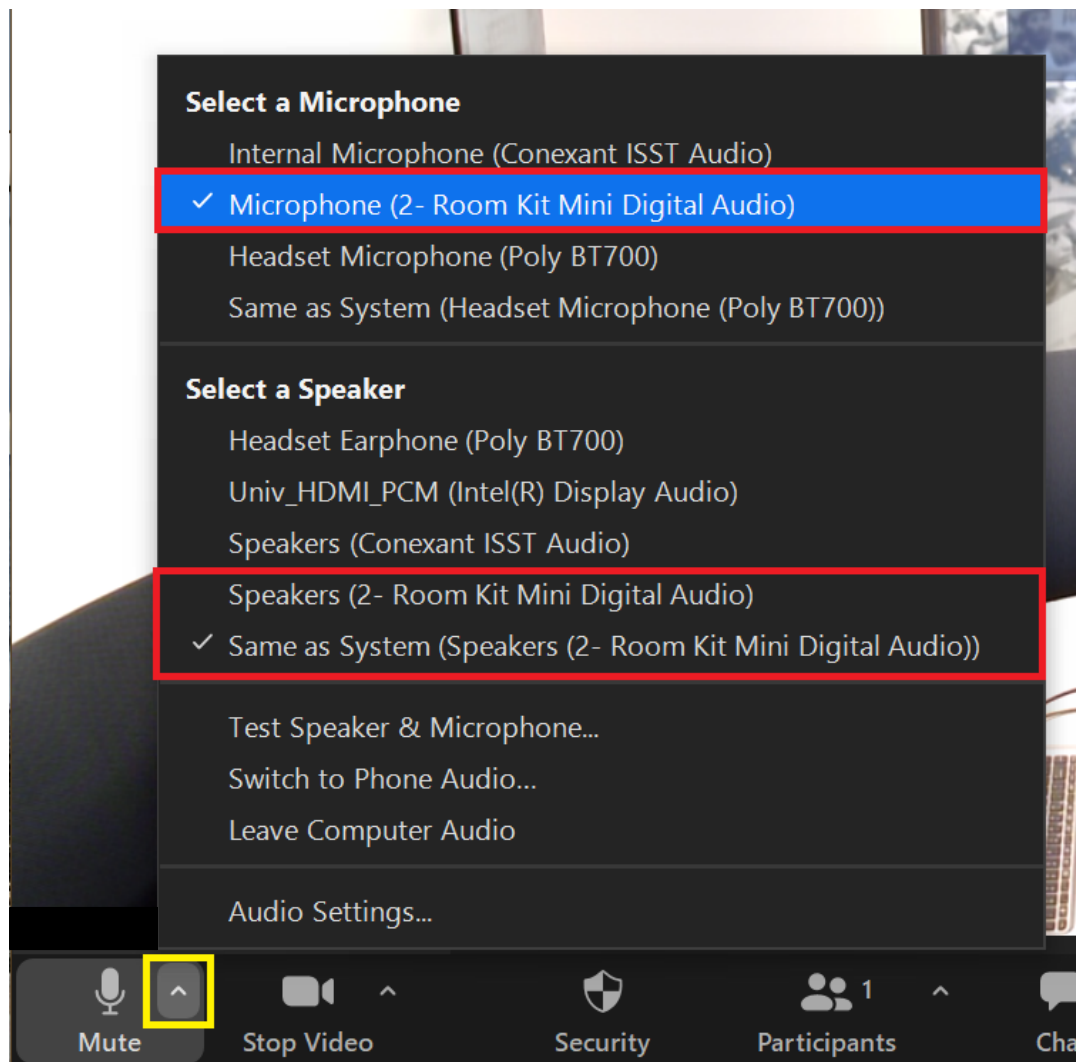 Select a Microphone
Internal Microphone (Conexant ISST Audio)
Microphone (2- Room Kit Mini Digital Audio)
Headset Microphone (Poly BT700)
Same as System (Headset Microphone (Poly BT700))
Select a Speaker
Headset Earphone (Poly BT700)
Univ_HDMI_PCM (Intel(R) Display Audio)
Speakers (Conexant ISST Audio)
Speakers (2- Room Kit Mini Digital Audio)
Same as System (Speakers (2- Room Kit Mini Digital Audio))
Test Speaker & Microphone...
Switch to Phone Audio...
Leave Computer Audio
Audio Settings...
1
Mute Stop Video Security Participants Cha